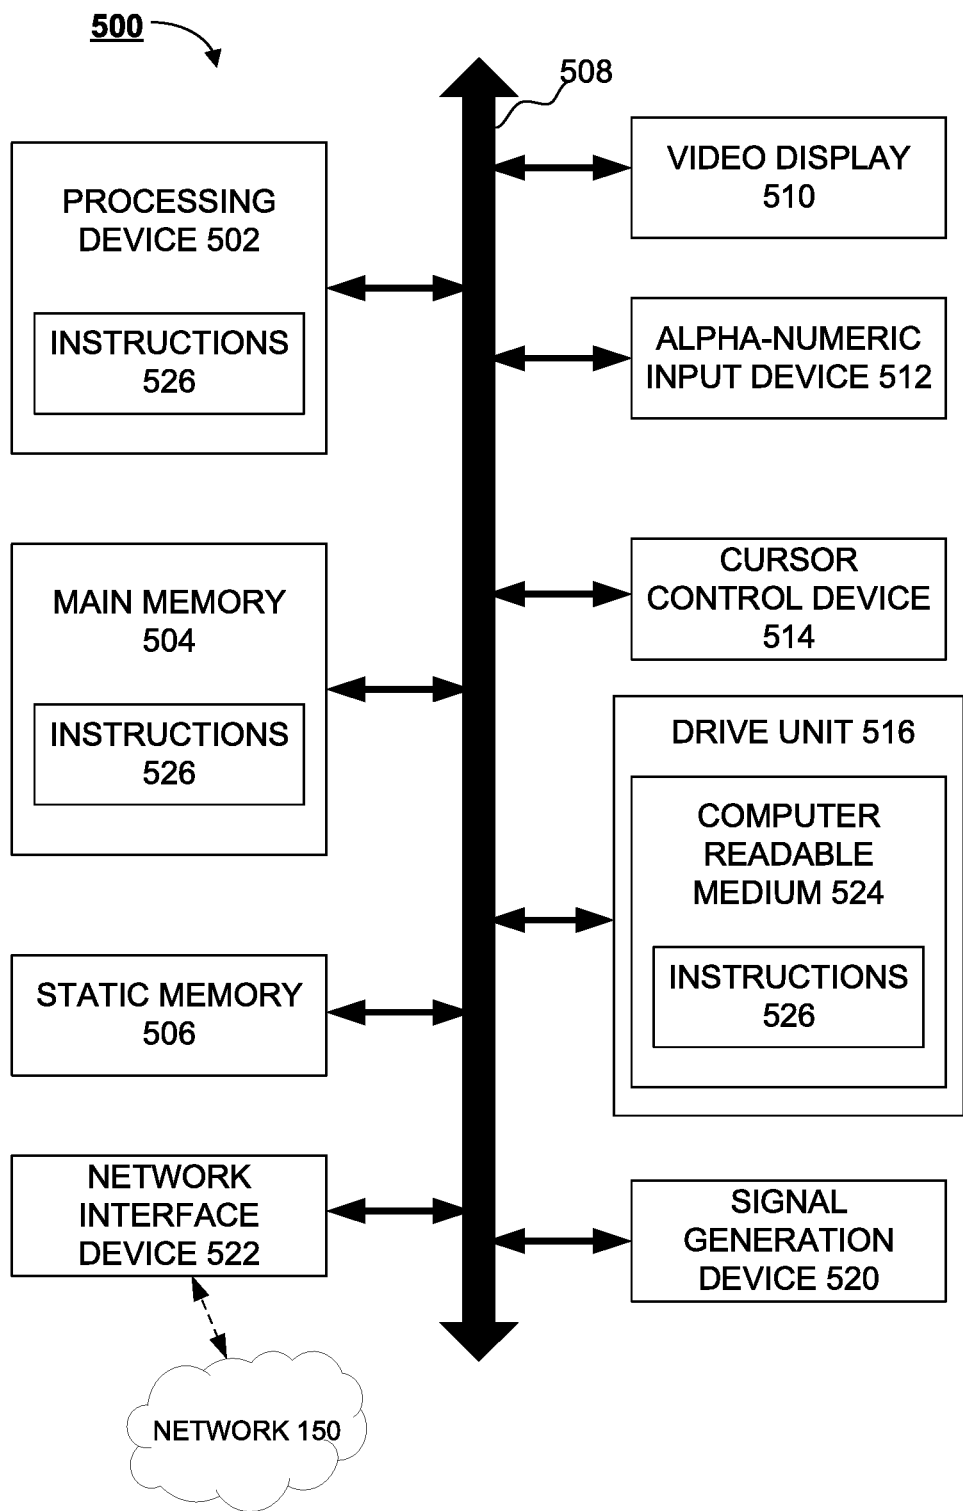 500
508
PROCESSING
DEVICE 502
INSTRUCTIONS
526
MAIN MEMORY
504
INSTRUCTIONS
526
STATIC MEMORY
506
NETWORK
INTERFACE
DEVICE 522
NETWORK 150
VIDEO DISPLAY
510
ALPHA-NUMERIC
INPUT DEVICE 512
CURSOR
CONTROL DEVICE
514
DRIVE UNIT 516
COMPUTER
READABLE
MEDIUM 524
INSTRUCTIONS
526
SIGNAL
GENERATION
DEVICE 520